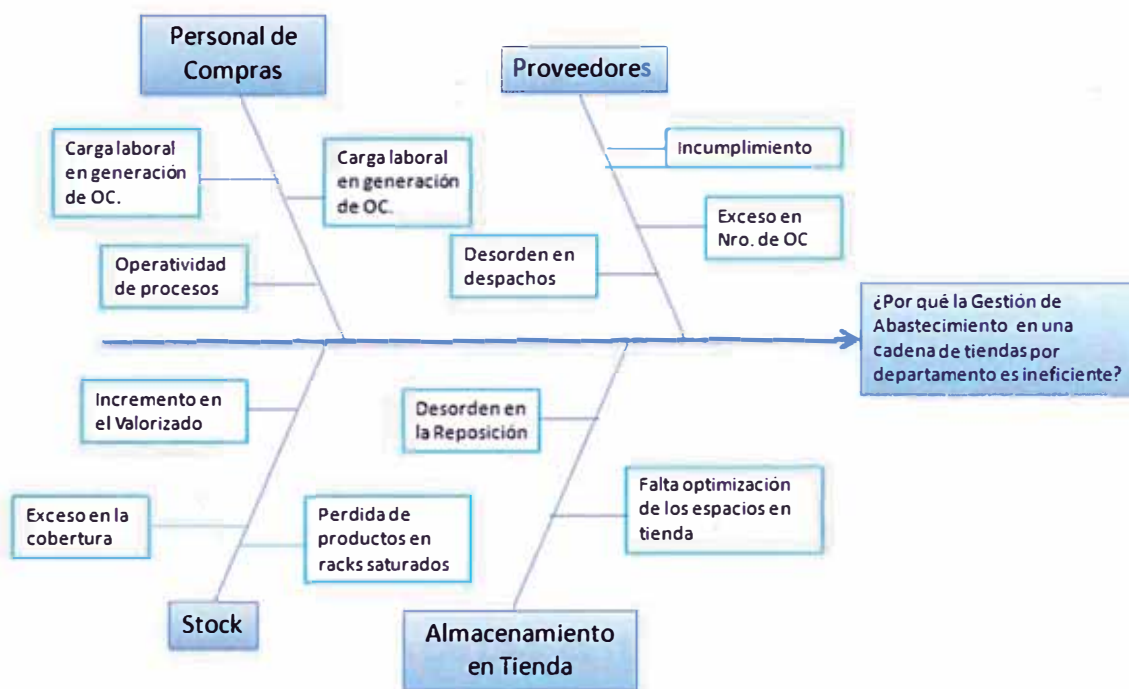 Personal de
Compras
Proveedores
Carga laboral
en generación
de OC.
Carga laboral
en generación
de OC.
Incumplimiento
Operatividad
de procesos
Desorden en
despachos
Exceso en
Nro. de OC
¿Por qué la Gestión de
Abastecimiento en una
cadena de tiendas por
departamento es ineficiente?
Incremento en
el Valorizado
Desorden en
la Reposición
Exceso en la
cobertura
Perdida de
productos en
racks saturados
Falta optimización
de los espacios en
tienda
Stock
Almacenamiento
en Tienda